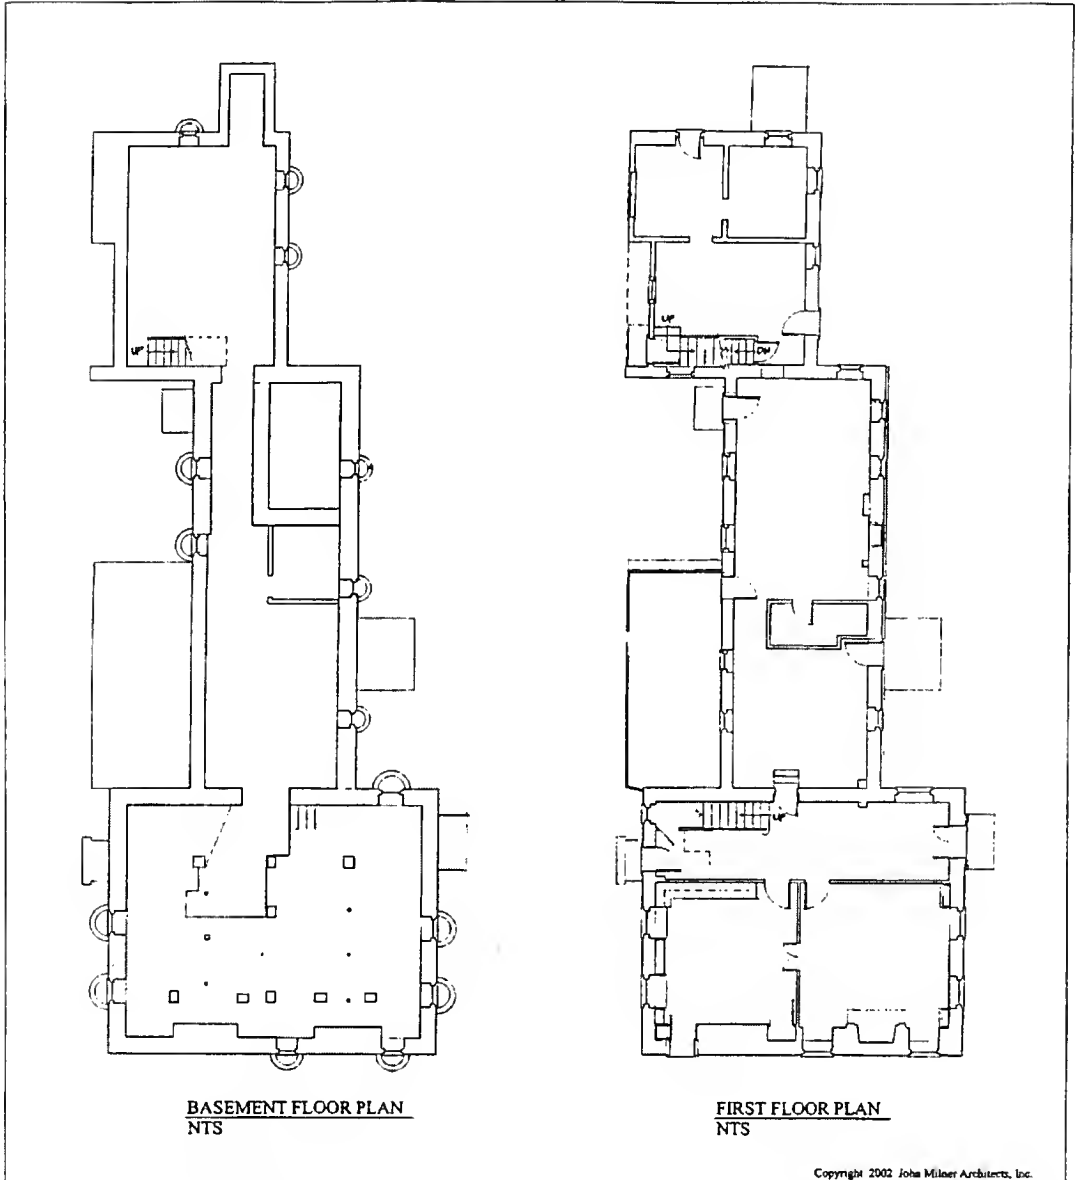 UP
UP
DN
UP
BASEMENT FLOOR PLAN
NTS
FIRST FLOOR PLAN
NTS
Copyright 2002 John Milner Architects, Inc.